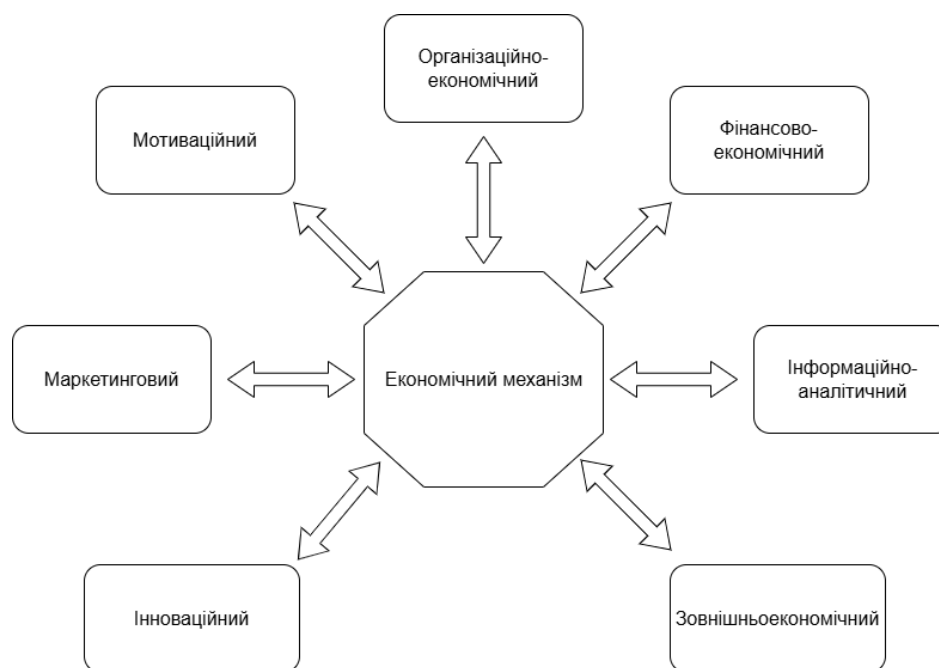 Організаційно-
економічний
Мотиваційний
Фінансово-
економічний
Маркетинговий
Економічний механізм
Інформаційно-
аналітичний
Інноваційний
Зовнішньоекономічний